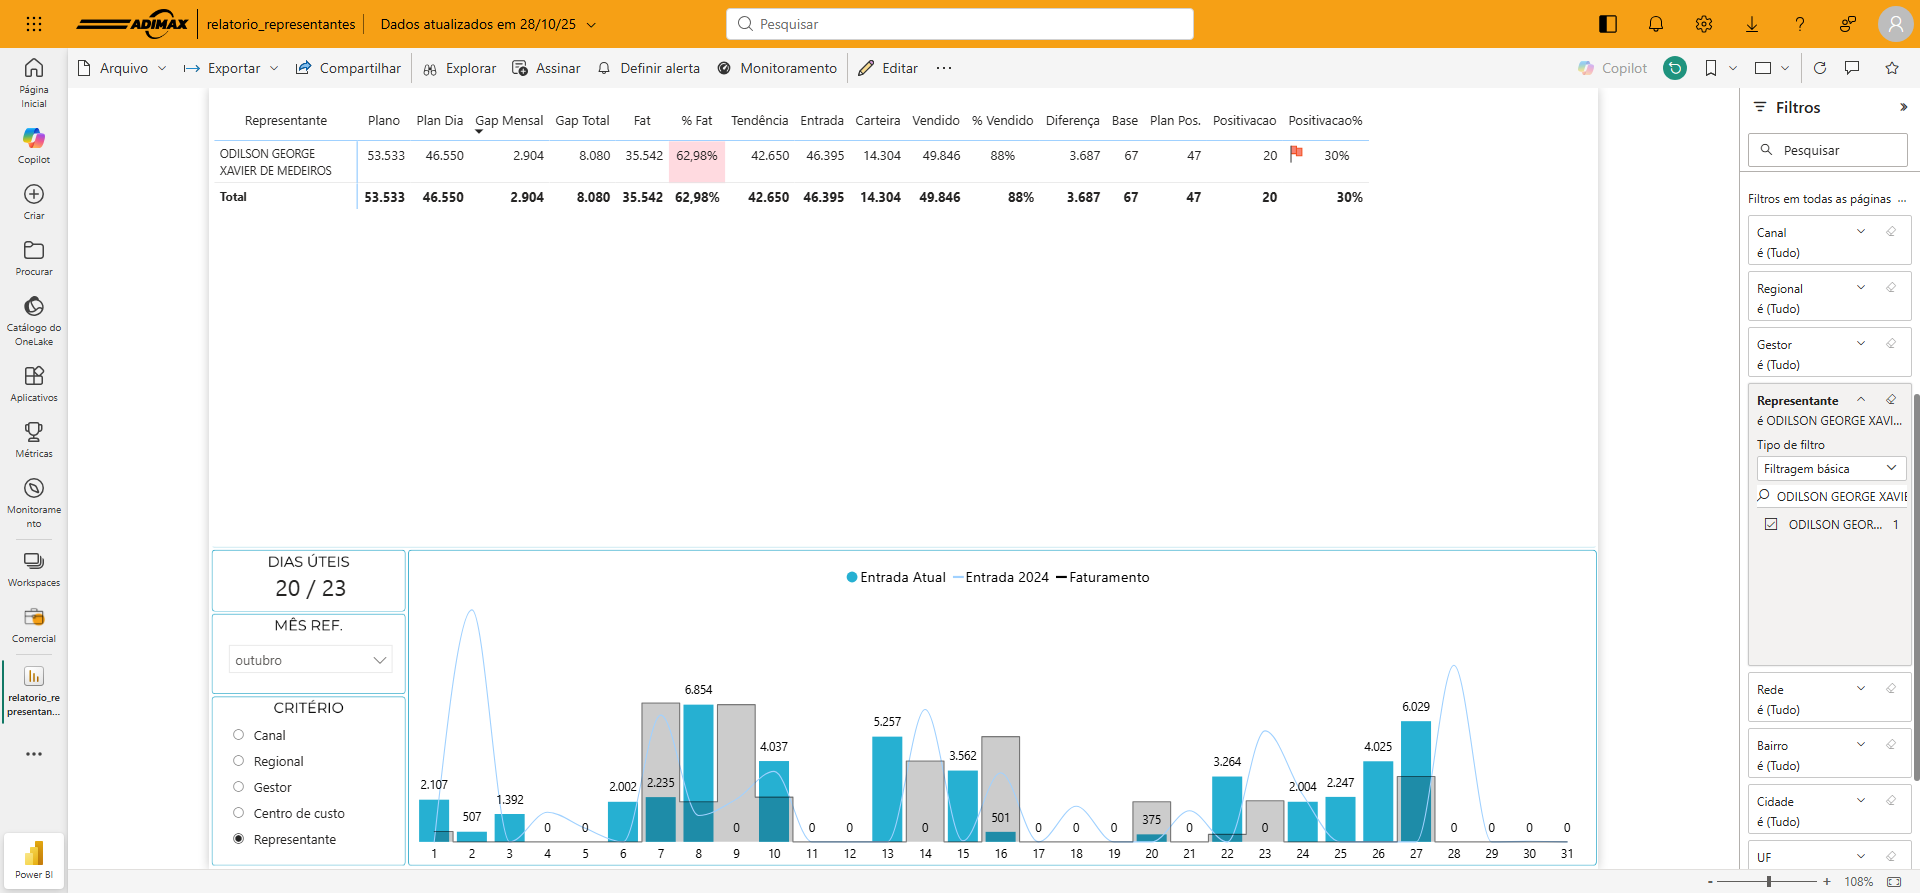 ADIMAX relatorio_representantes Dados atualizados em 28/10/25 Pesquisar
Arquivo Exportar Compartilhar Explorar Assinar Definir alerta Monitoramento Editar ... Copilot
Página Inicial
Copilot
Criar
Procurar
Catálogo do OneLake
Aplicativos
Métricas
Monitorame
nto
Workspaces
Comercial
relatorio_re
presentan...
Power BI
Representante Plano Plan Dia Gap Mensal Gap Total Fat % Fat Tendência Entrada Carteira Vendido % Vendido Diferença Base Plan Pos. Positivacao Positivacao%
ODILSON GEORGE XAVIER DE MEDEIROS 53.533 46.550 2.904 8.080 35.542 62,98% 42.650 46.395 14.304 49.846 88% 3.687 67 47 20 30%
Total 53.533 46.550 2.904 8.080 35.542 62,98% 42.650 46.395 14.304 49.846 88% 3.687 67 47 20 30%
DIAS ÚTEIS
20 / 23
MÊS REF.
outubro
CRITÉRIO
Canal
Regional
Gestor
Centro de custo
Representante
Entrada Atual Entrada 2024 Faturamento
2.107 507 1.392 0 0 2.002 2.235 6.854 0 4.037 0 0 5.257 0 3.562 501 0 0 0 375 0 3.264 0 2.004 2.247 4.025 6.029 0 0 0 0
1 2 3 4 5 6 7 8 9 10 11 12 13 14 15 16 17 18 19 20 21 22 23 24 25 26 27 28 29 30 31
Filtros
Pesquisar
Filtros em todas as páginas ...
Canal
é (Tudo)
Regional
é (Tudo)
Gestor
é (Tudo)
Representante
é ODILSON GEORGE XAVI...
Tipo de filtro
Filtragem básica
ODILSON GEORGE XAVIE
ODILSON GEOR... 1
Rede
é (Tudo)
Bairro
é (Tudo)
Cidade
é (Tudo)
UF
- + 108%